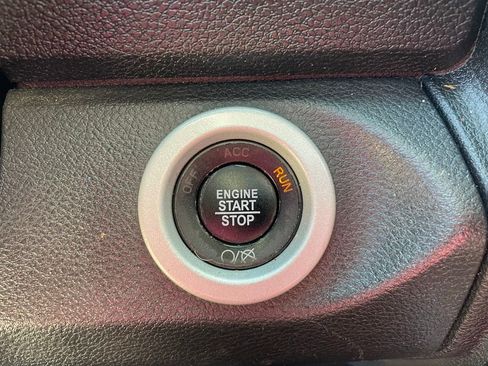 OFF
ACC
RUN
ENGINE
START
STOP